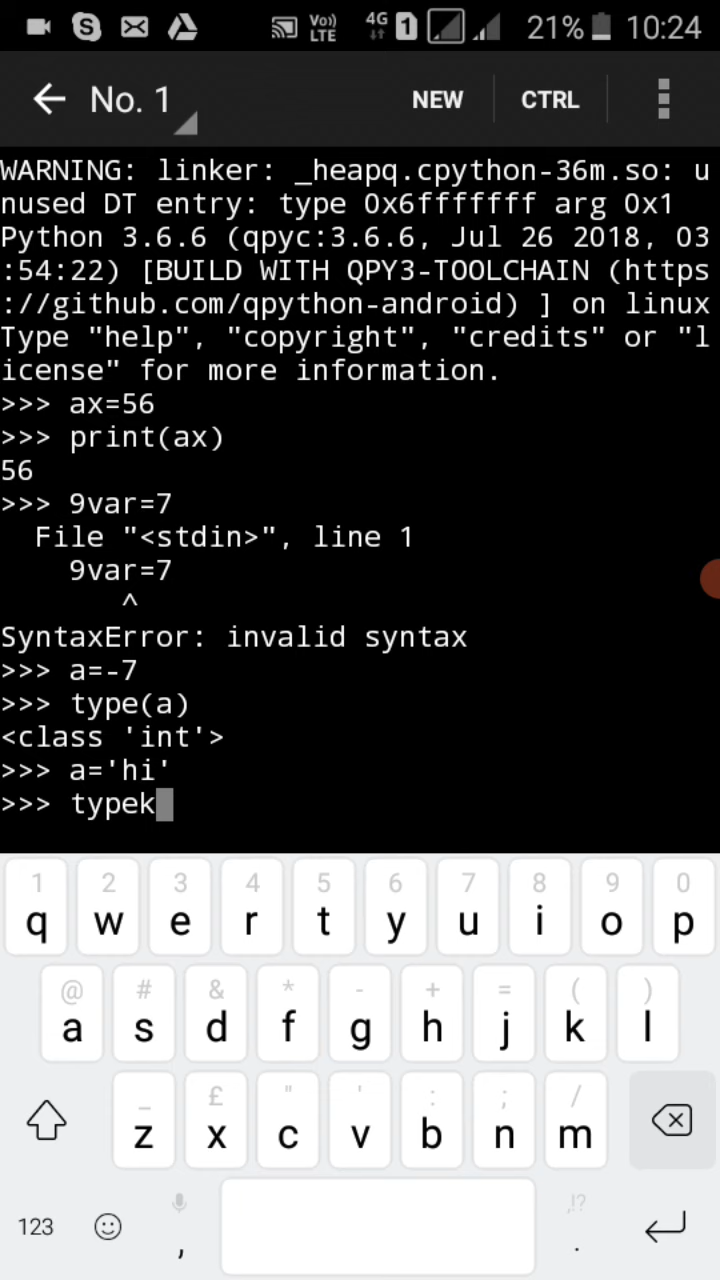 Vo)) LTE 4G 1 21% 10:24
No. 1 NEW CTRL
WARNING: linker: _heapq.cpython-36m.so: u
nused DT entry: type 0x6fffffff arg 0x1
Python 3.6.6 (qpyc:3.6.6, Jul 26 2018, 03
:54:22) [BUILD WITH QPY3-TOOLCHAIN (https
://github.com/qpython-android) ] on linux
Type "help", "copyright", "credits" or "l
icense" for more information.
>>> ax=56
>>> print(ax)
56
>>> 9var=7
  File "<stdin>", line 1
    9var=7
       ^
SyntaxError: invalid syntax
>>> a=-7
>>> type(a)
<class 'int'>
>>> a='hi'
>>> typek
1 2 3 4 5 6 7 8 9 0
q w e r t y u i o p
@ # & * - + = ( )
a s d f g h j k l
_ £ " ' : ; /
z x c v b n m
,!?
123 , .